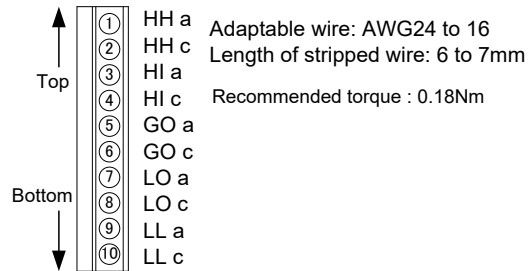 Top
Bottom
① HH a
② HH c
③ HI a
④ HI c
⑤ GO a
⑥ GO c
⑦ LO a
⑧ LO c
⑨ LL a
⑩ LL c
Adaptable wire: AWG24 to 16
Length of stripped wire: 6 to 7mm
Recommended torque : 0.18Nm